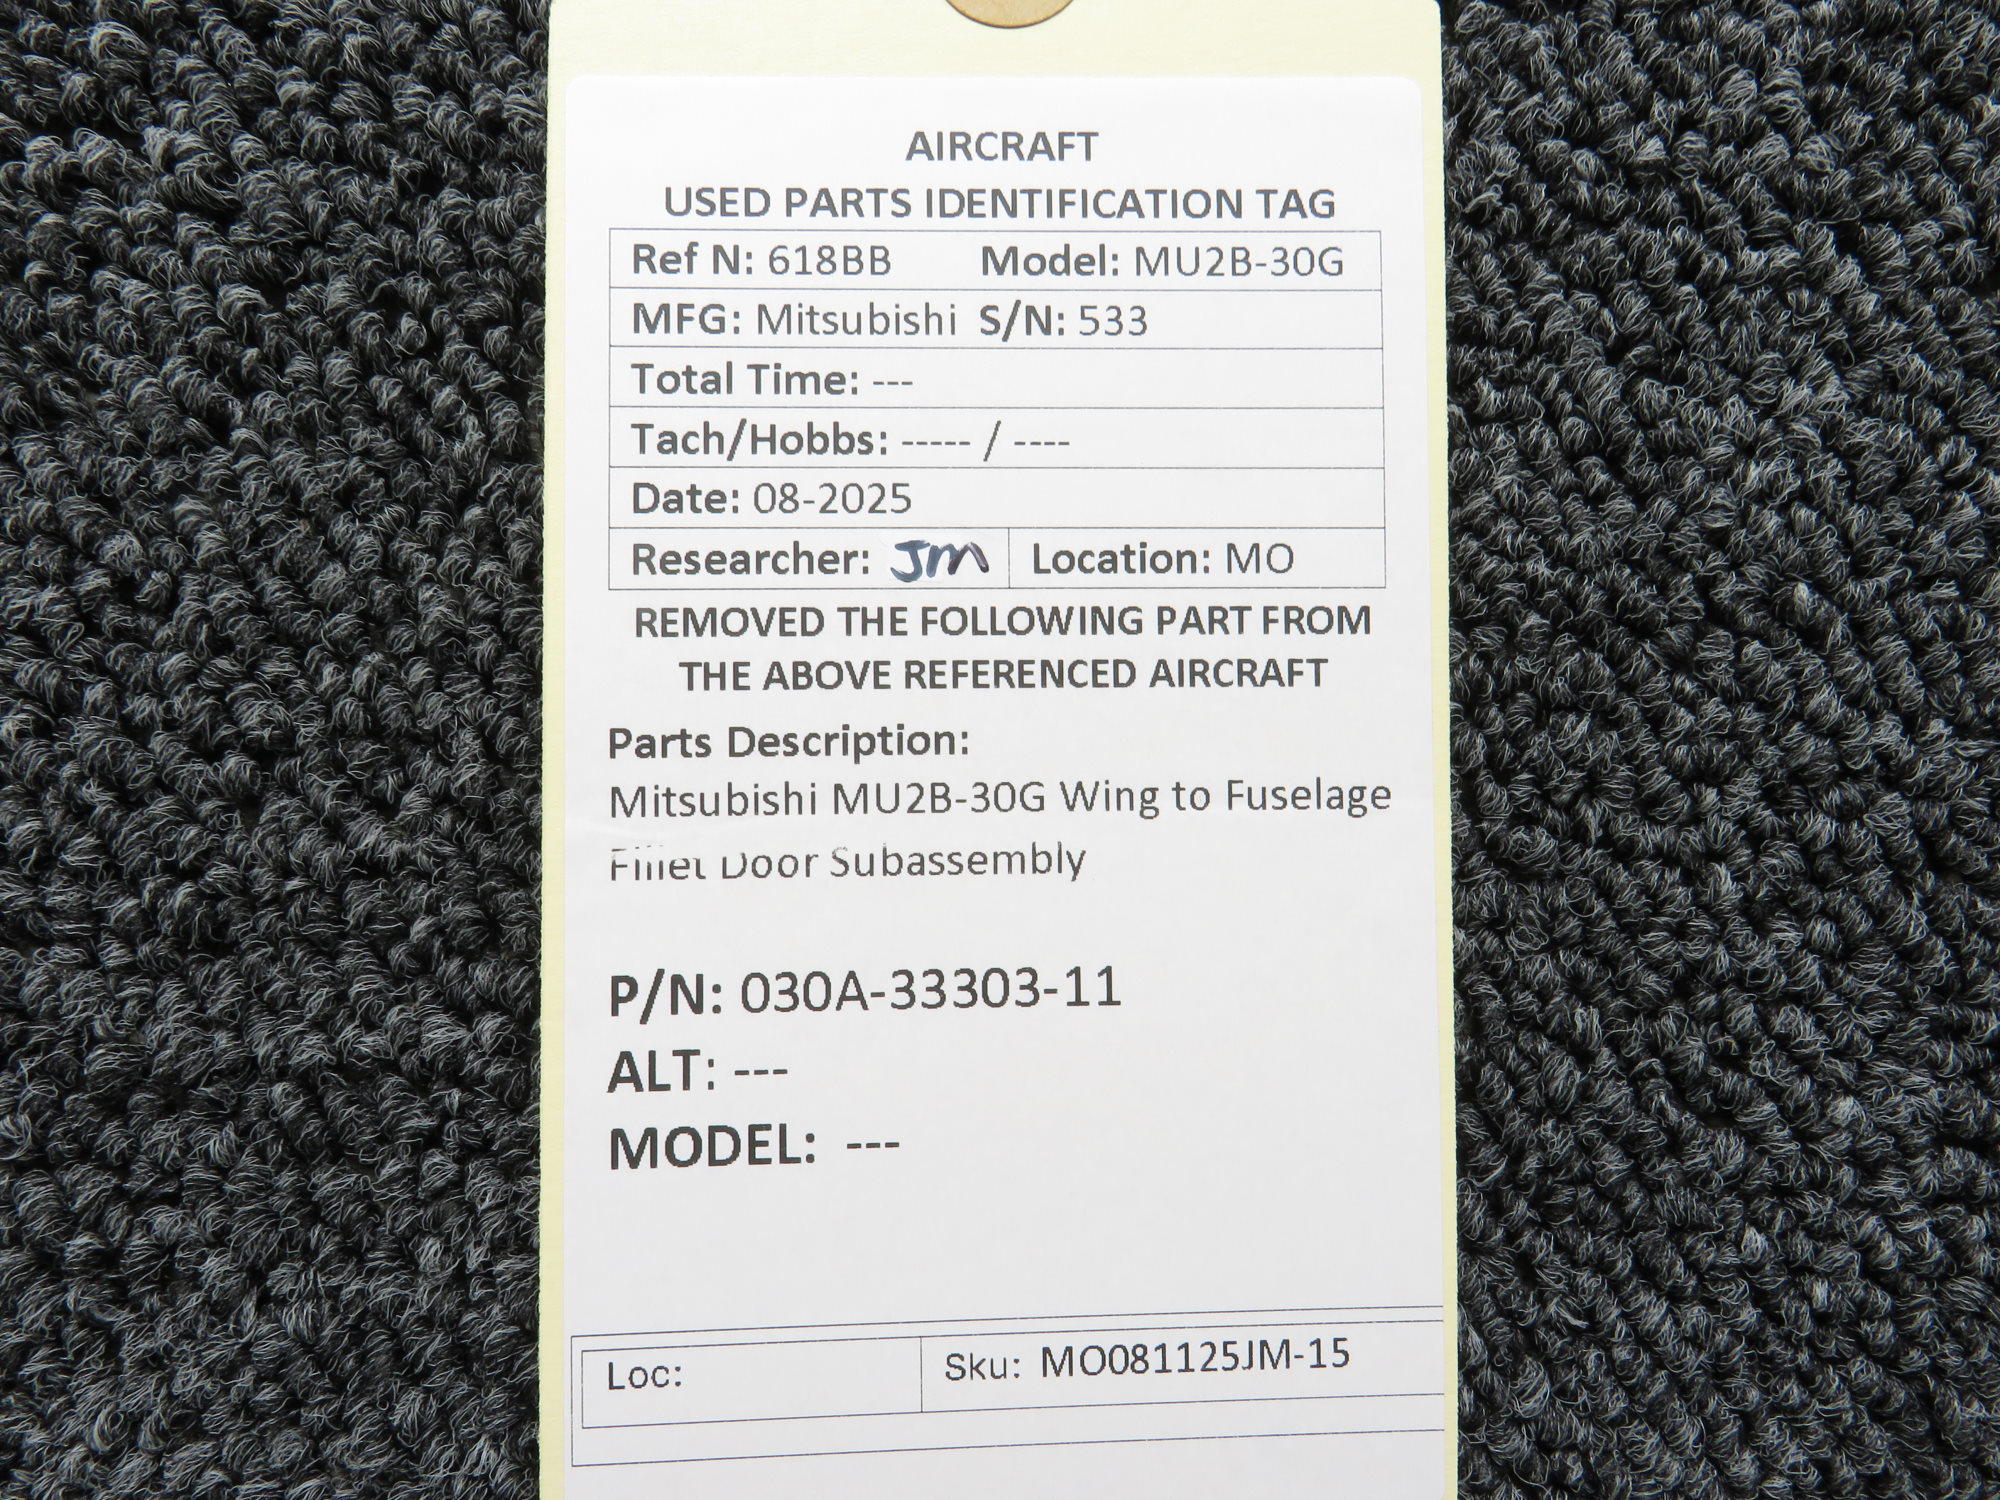 AIRCRAFT
USED PARTS IDENTIFICATION TAG
Ref N: 618BB Model: MU2B-30G
MFG: Mitsubishi S/N: 533
Total Time: ---
Tach/Hobbs: ----- / ----
Date: 08-2025
Researcher: JM Location: MO
REMOVED THE FOLLOWING PART FROM
THE ABOVE REFERENCED AIRCRAFT
Parts Description:
Mitsubishi MU2B-30G Wing to Fuselage
Fillet Door Subassembly
P/N: 030A-33303-11
ALT: ---
MODEL: ---
Loc: Sku: MO081125JM-15